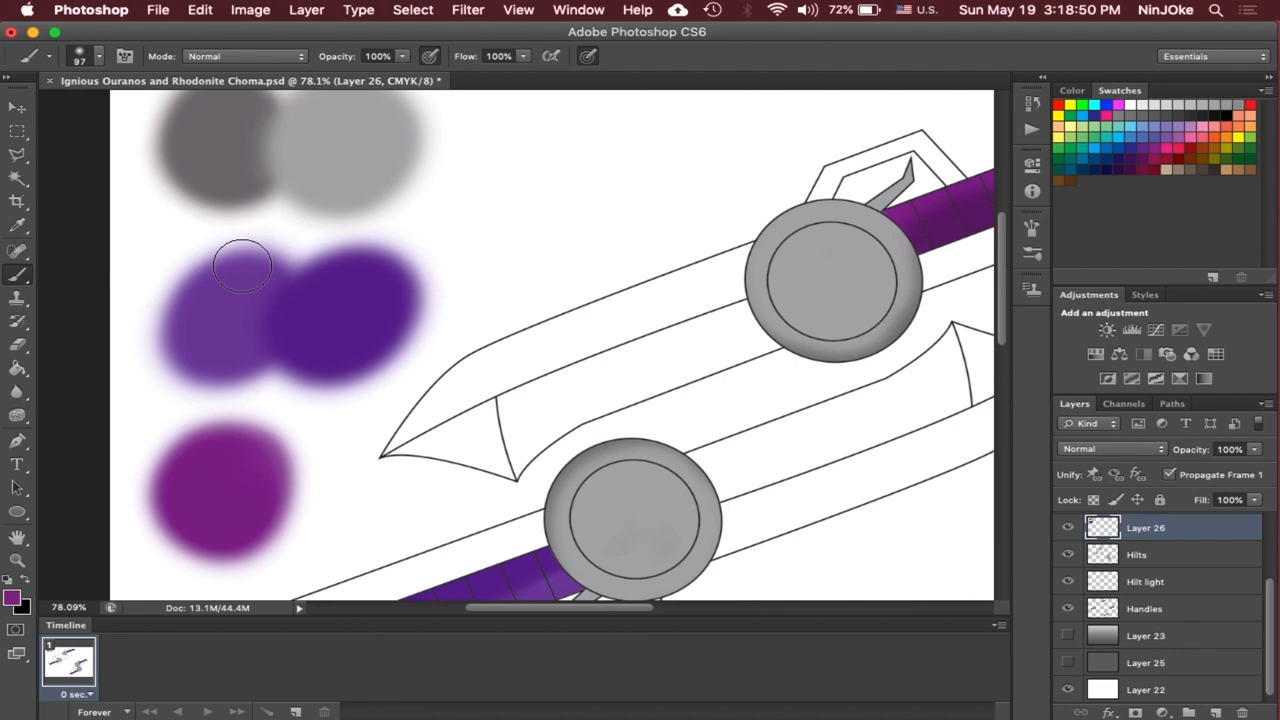 Photoshop File Edit Image Layer Type Select Filter View Window Help 72% U.S. Sun May 19 3:18:50 PM NinJOke
Adobe Photoshop CS6
97 Mode: Normal Opacity: 100% Flow: 100% Essentials
Ignious Ouranos and Rhodonite Choma.psd @ 78.1% (Layer 26, CMYK/8) *
Color Swatches
Adjustments Styles
Add an adjustment
Layers Channels Paths
Kind
Normal Opacity: 100%
Unify: Propagate Frame 1
Lock: Fill: 100%
Layer 26
Hilts
Hilt light
Handles
Layer 23
Layer 25
Layer 22
78.09% Doc: 13.1M/44.4M
Timeline
1
0 sec.
Forever